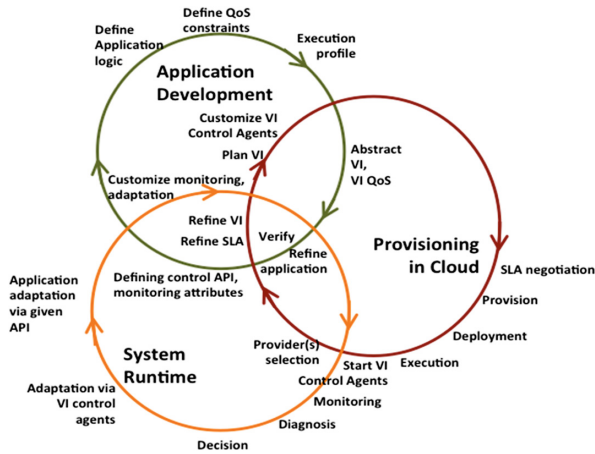 Define QoS
constraints
Define
Application
logic
Execution
profile
Application
Development
Customize VI
Control Agents
Plan VI
Abstract
VI,
VI QoS
Customize monitoring,
adaptation
Refine VI
Refine SLA
Verify
Refine
application
Provisioning
in Cloud
SLA negotiation
Defining control API,
monitoring attributes
Application
adaptation
via given
API
Provision
Deployment
Provider(s)
selection
Execution
System
Runtime
Start VI
Control Agents
Adaptation via
VI control
agents
Monitoring
Diagnosis
Decision